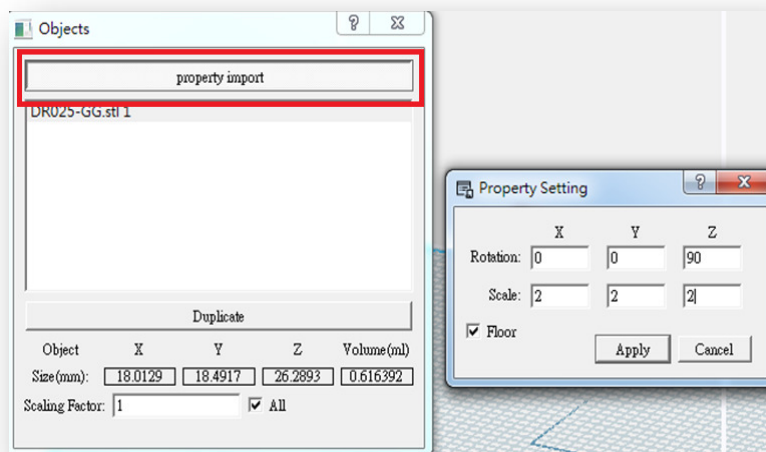 Objects
property import
DR025-GG.stl 1
Duplicate
Object X Y Z Volume(ml)
Size(mm): 18.0129 18.4917 26.2893 0.616392
Scaling Factor: 1 All
Property Setting
X Y Z
Rotation: 0 0 90
Scale: 2 2 2
Floor
Apply Cancel